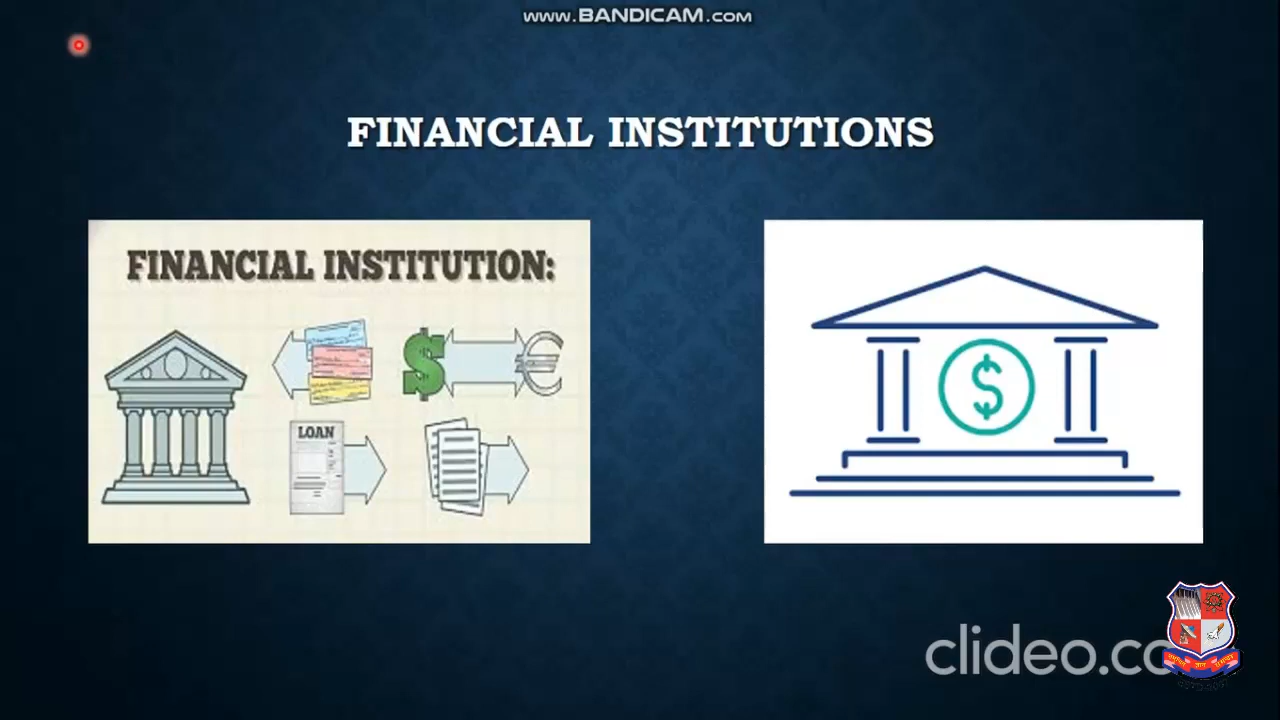 www.BANDICAM.com
FINANCIAL INSTITUTIONS
FINANCIAL INSTITUTION:
LOAN
clideo.co